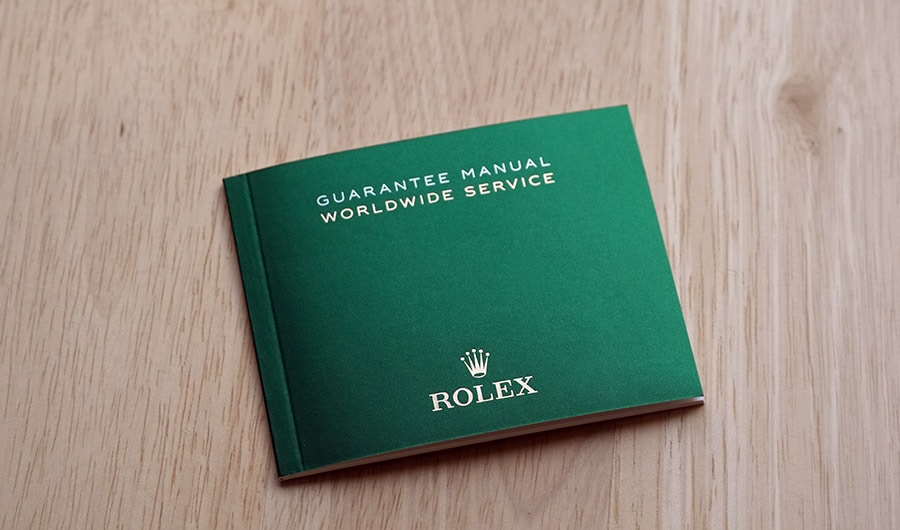 GUARANTEE MANUAL
WORLDWIDE SERVICE
ROLEX